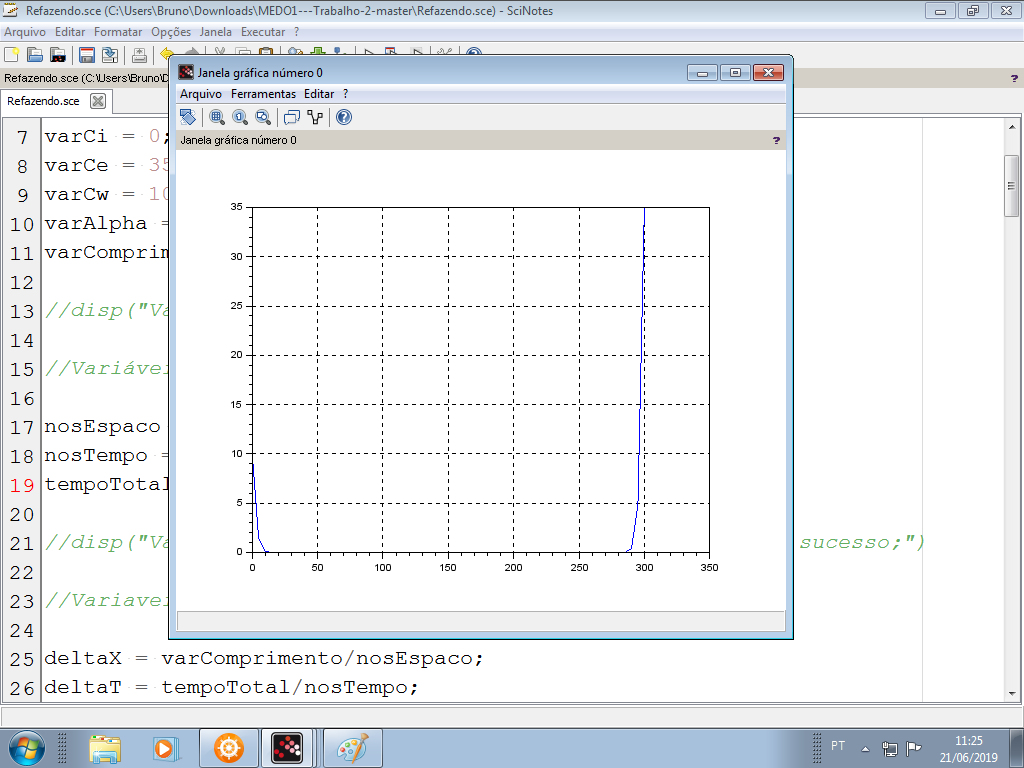 Refazendo.sce (C:\Users\Bruno\Downloads\MEDO1---Trabalho-2-master\Refazendo.sce) - SciNotes
Arquivo Editar Formatar Opções Janela Executar ?
Refazendo.sce (C:\Users\Bruno\D
?
Refazendo.sce
Janela gráfica número 0
Arquivo Ferramentas Editar ?
Janela gráfica número 0 ?
35
30
25
20
15
10
5
0
0 50 100 150 200 250 300 350
7 varCi = 0;
8 varCe = 35
9 varCw = 10
10 varAlpha =
11 varComprim
12
13 //disp("Va
14
15 //Variávei
16
17 nosEspaco
18 nosTempo =
19 tempoTotal
20
21 //disp("Va sucesso;")
22
23 //Variavei
24
25 deltaX = varComprimento/nosEspaco;
26 deltaT = tempoTotal/nosTempo;
PT
11:25
21/06/2019